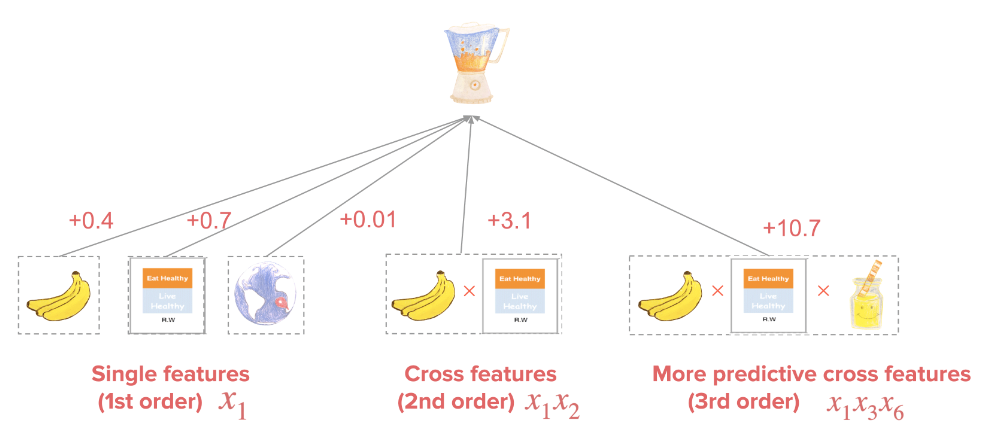 +0.4
+0.7
+0.01
+3.1
+10.7
Eat Healthy
Live
Healthy
R.W
×
Eat Healthy
Live
Healthy
R.W
×
Eat Healthy
Live
Healthy
R.W
×
Single features
(1st order) x₁
Cross features
(2nd order) x₁x₂
More predictive cross features
(3rd order) x₁x₃x₆